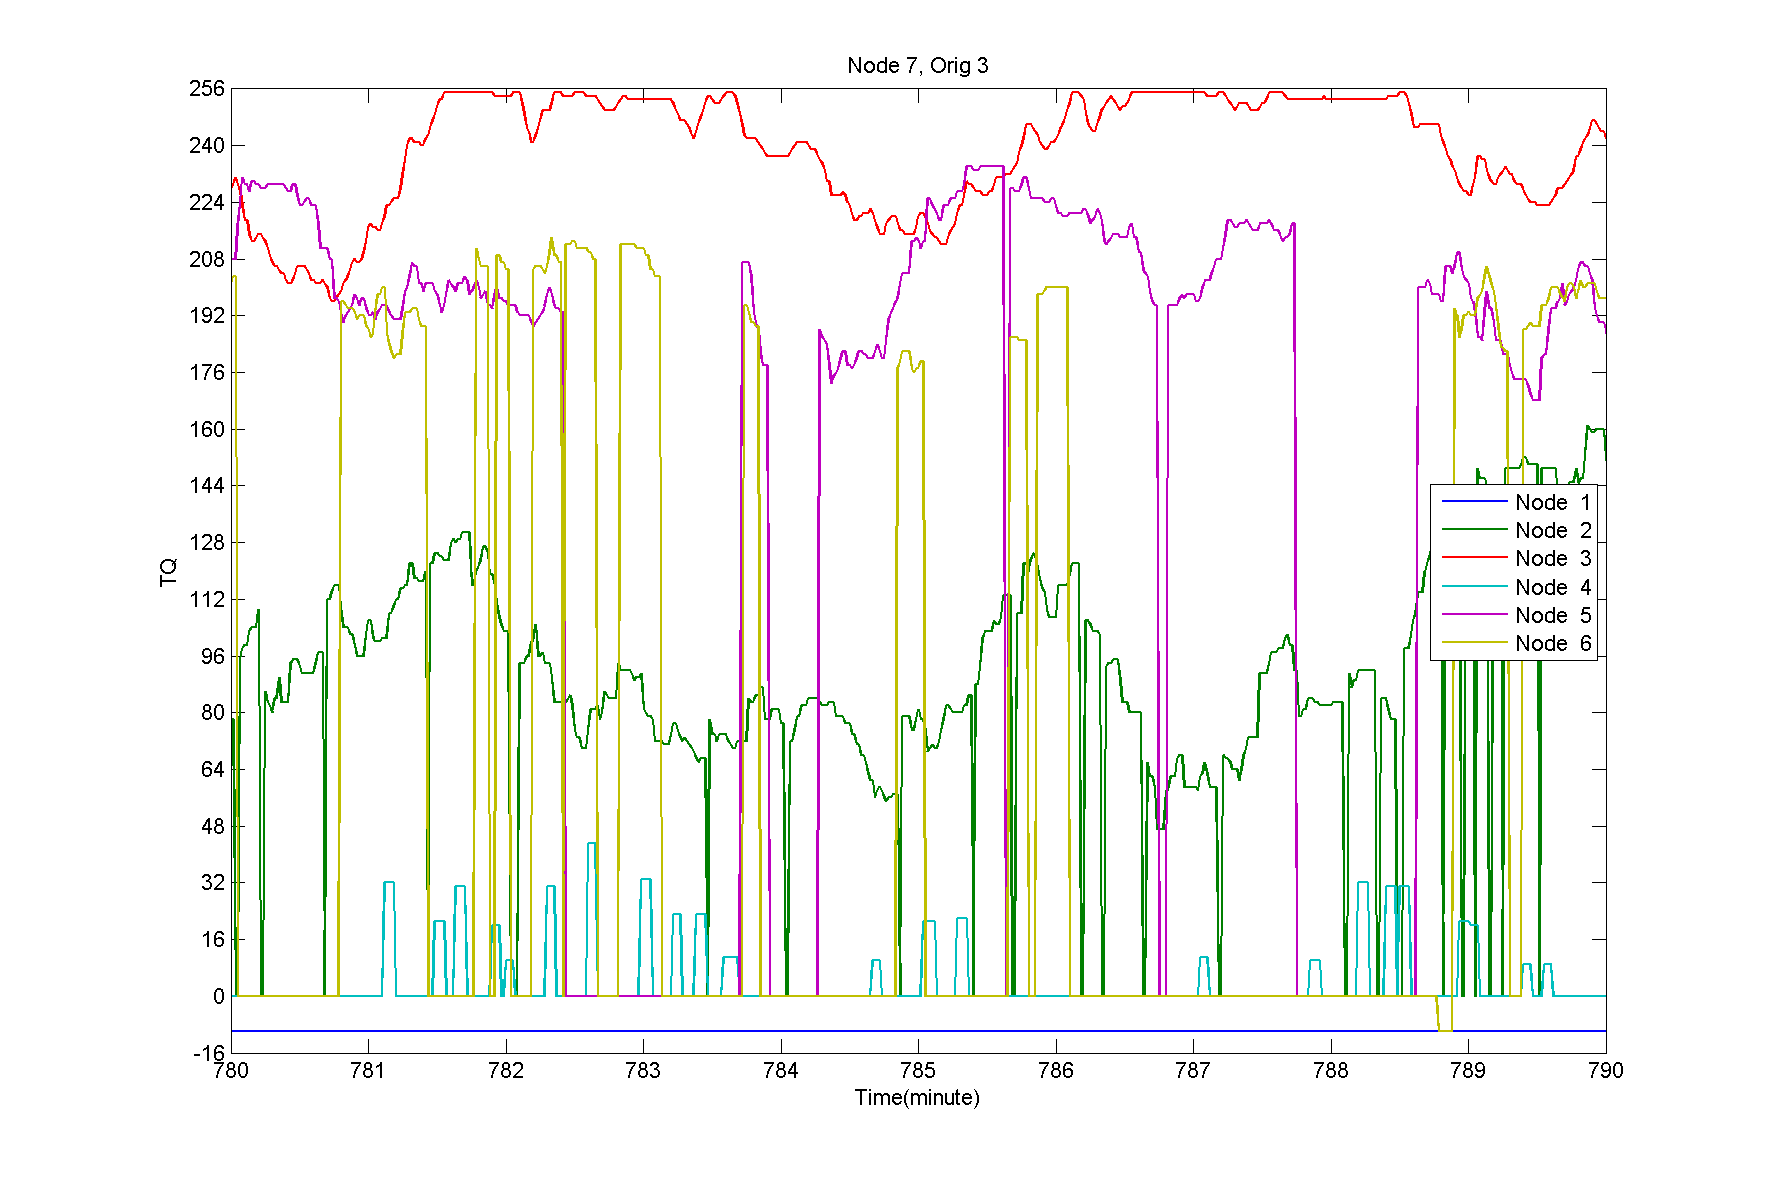 Node 7, Orig 3
256
240
224
208
192
176
160
144
128
112
96
80
64
48
32
16
0
-16
TQ
780 781 782 783 784 785 786 787 788 789 790
Time(minute)
Node 1
Node 2
Node 3
Node 4
Node 5
Node 6